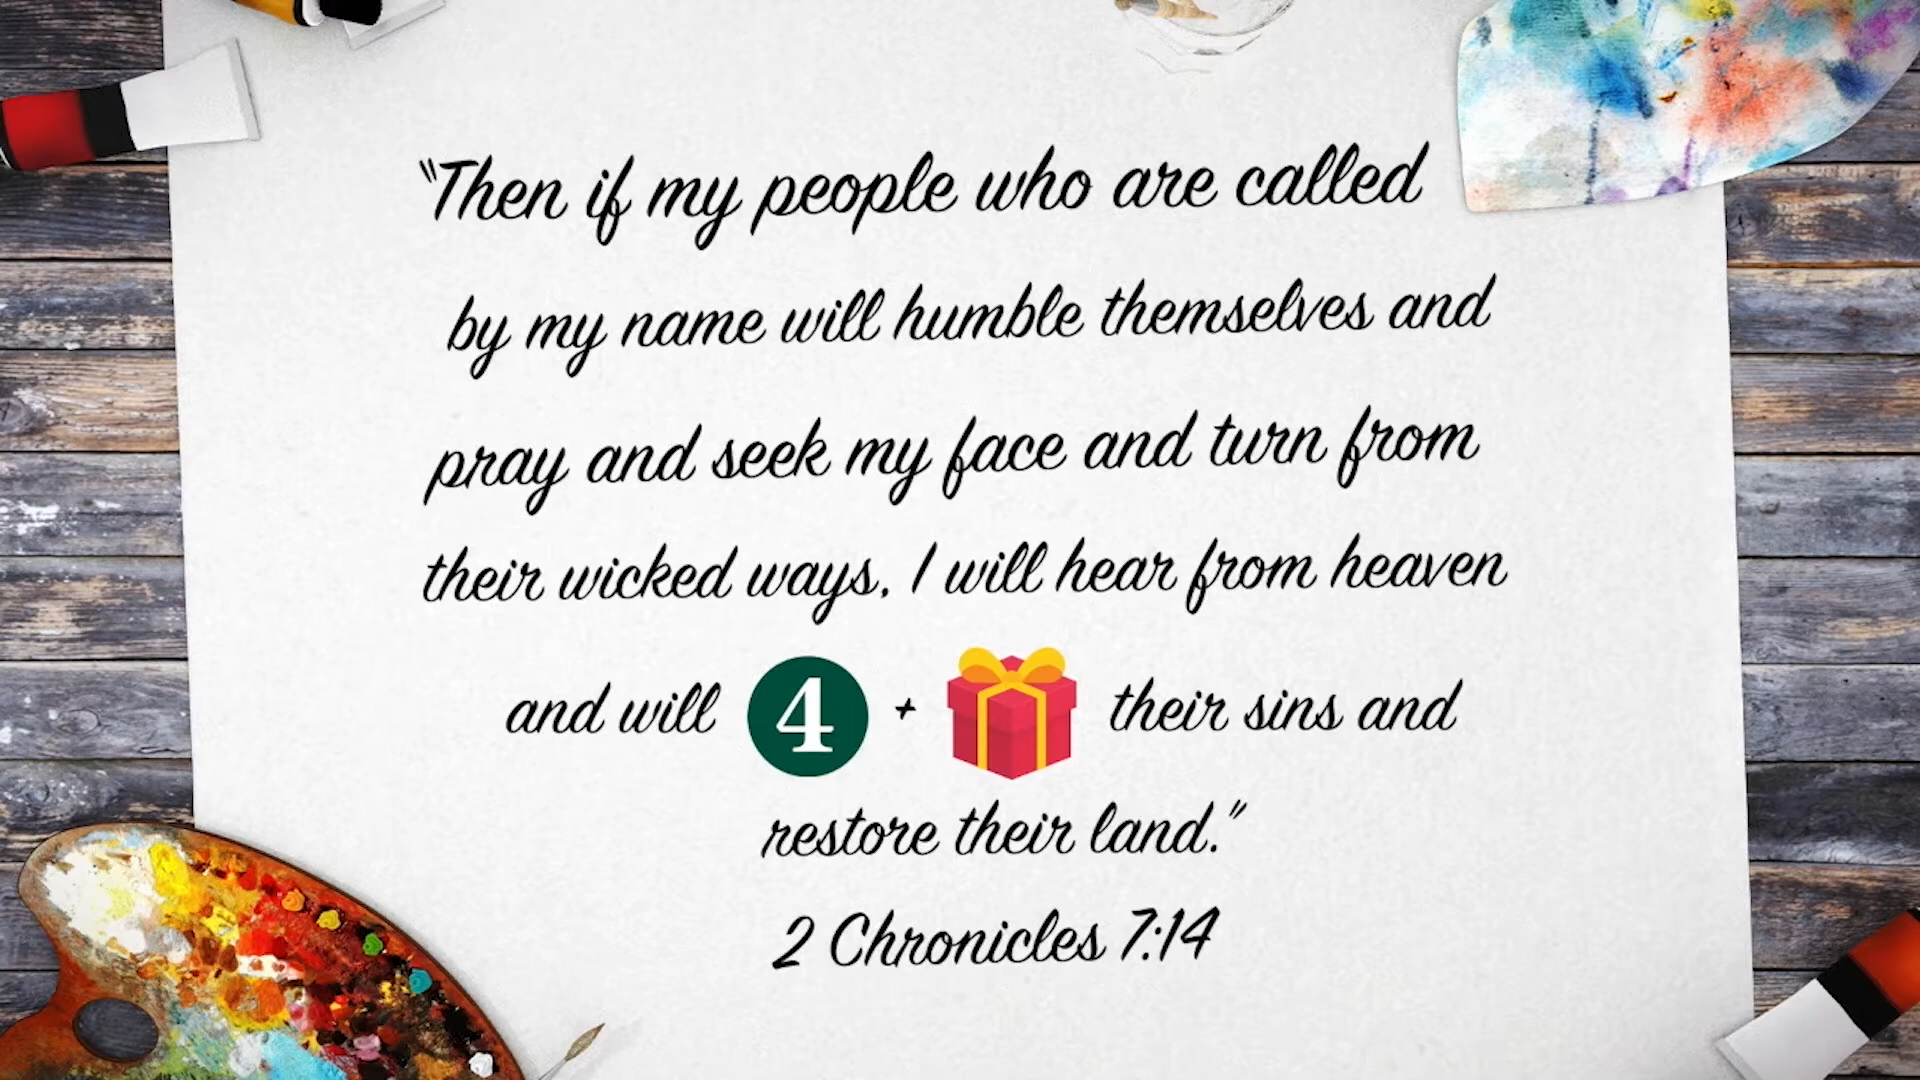 "Then if my people who are called
by my name will humble themselves and
pray and seek my face and turn from
their wicked ways, I will hear from heaven
and will 4 + their sins and
restore their land."
2 Chronicles 7:14